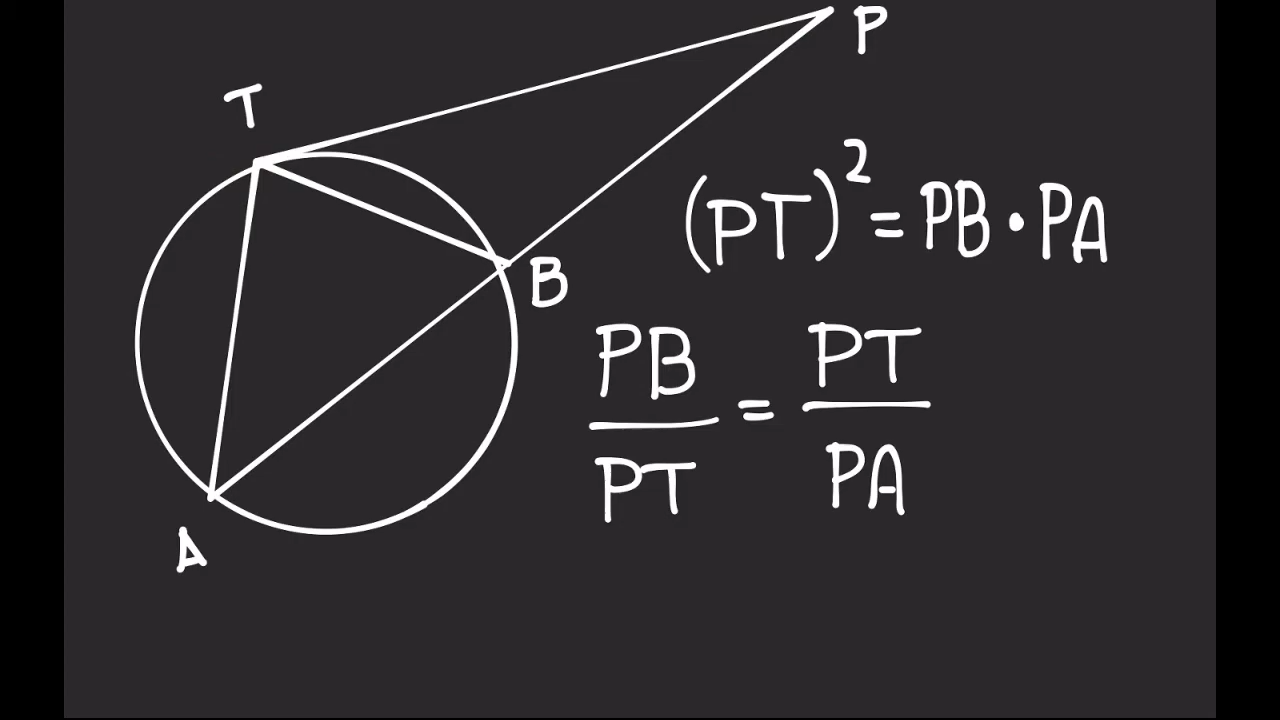 P
T
(PT)² = PB · PA
B
PB/PT = PT/PA
A